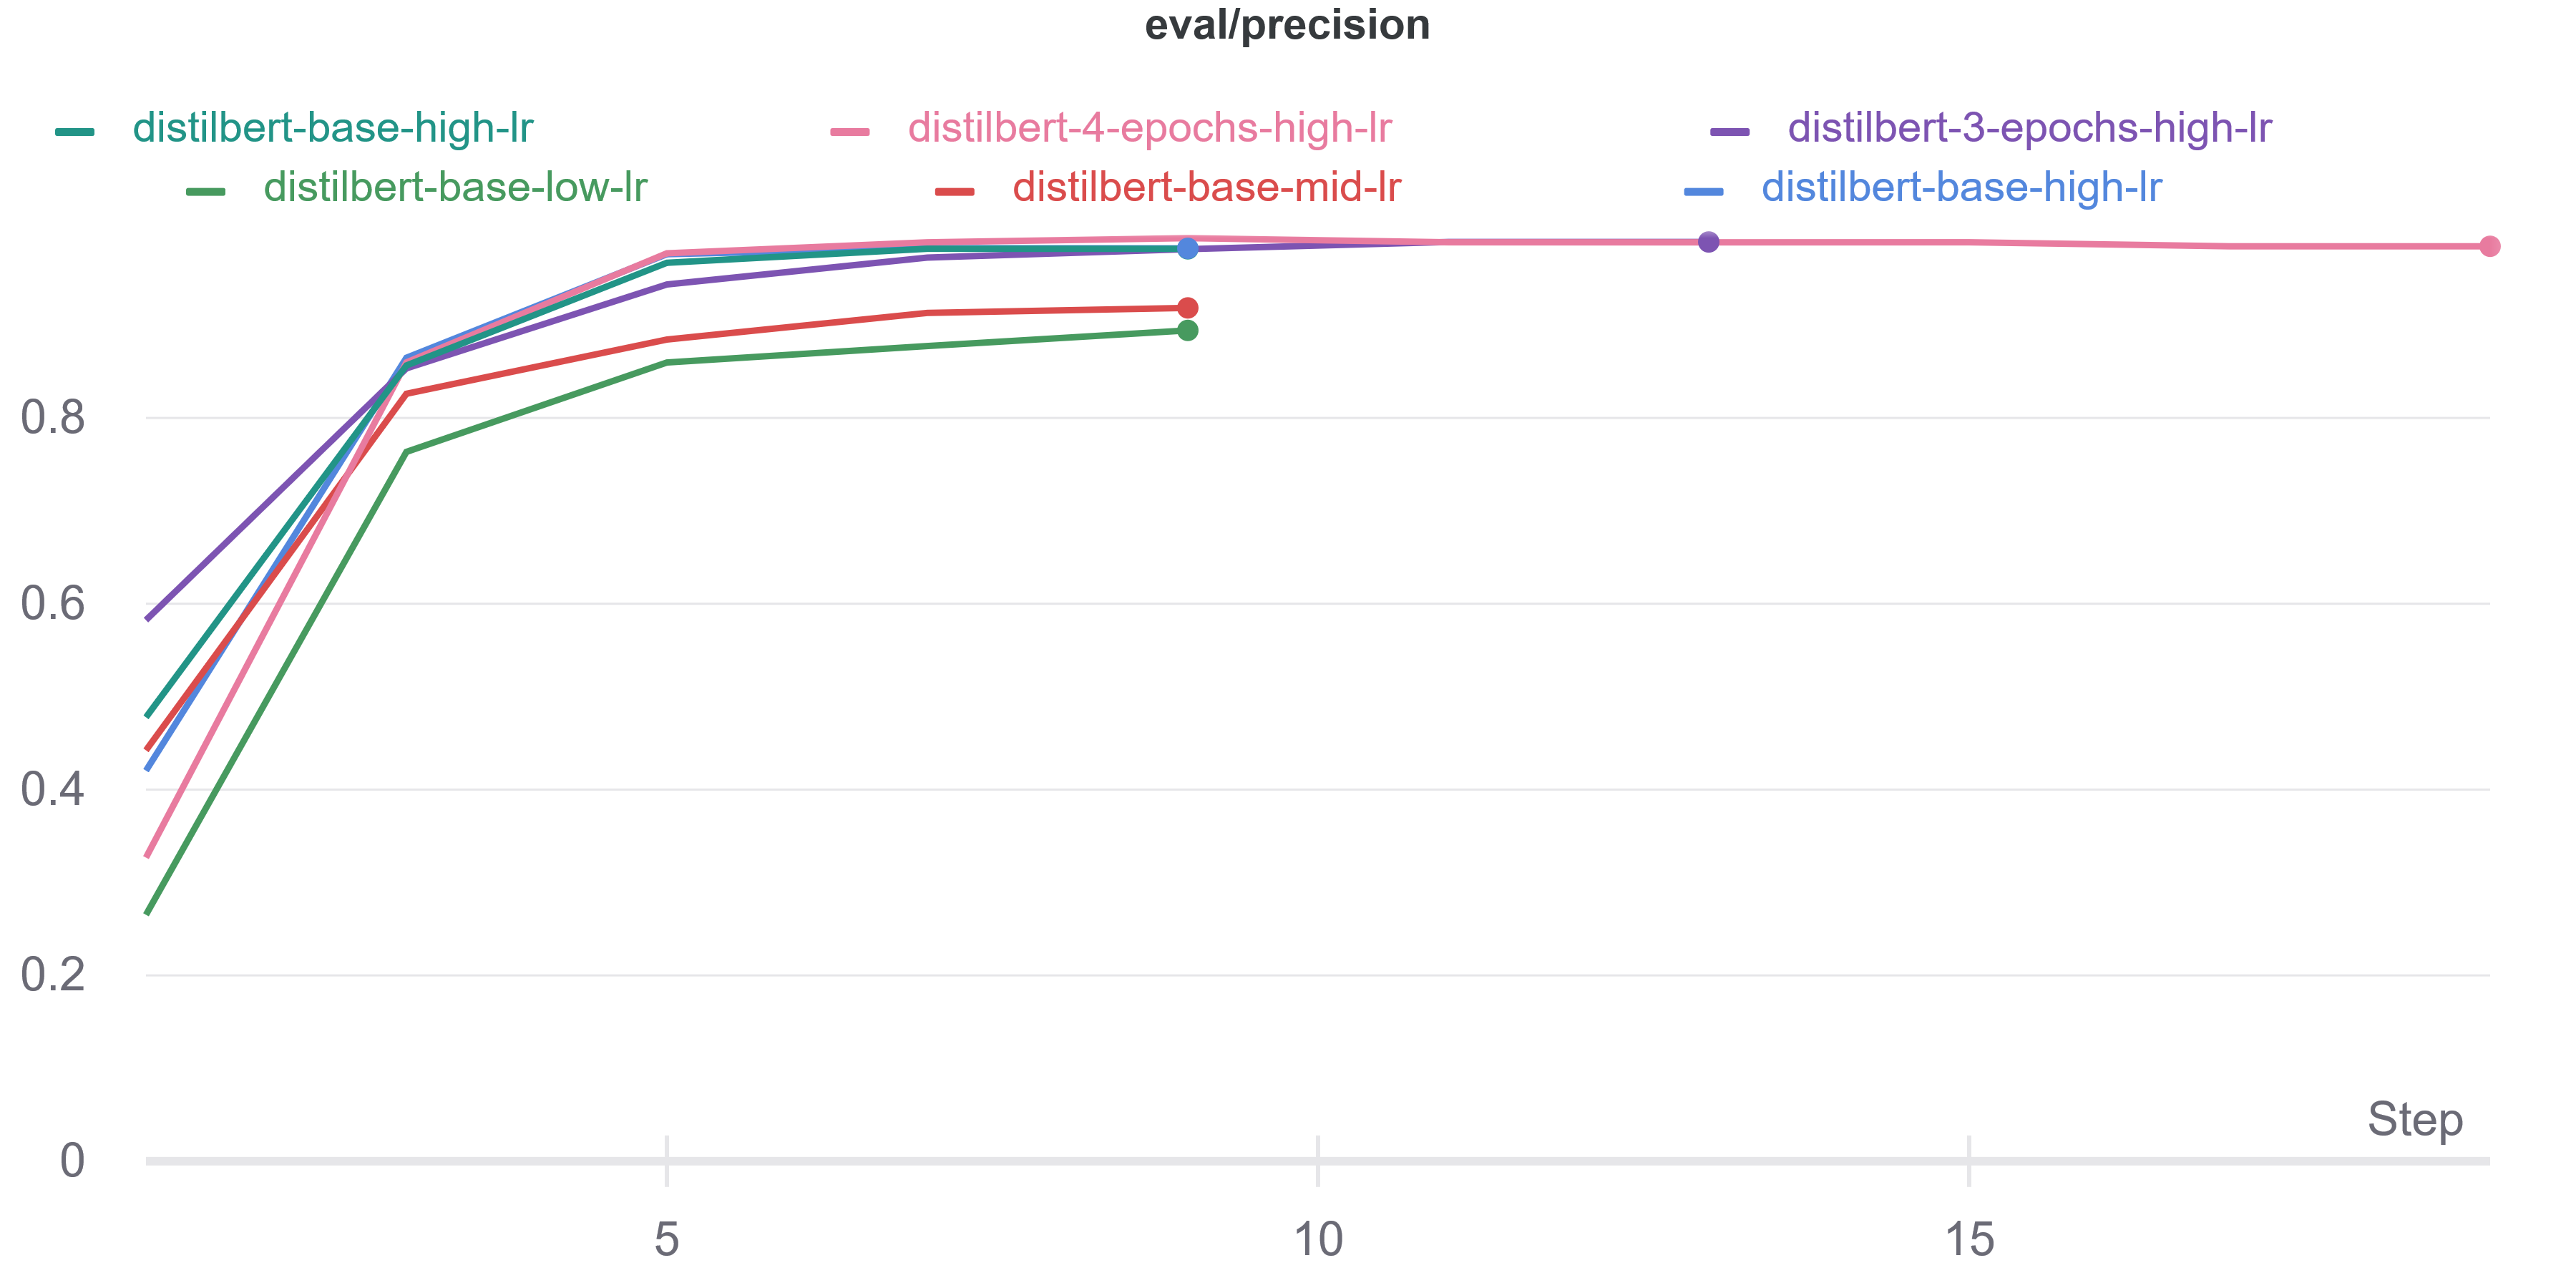 eval/precision
distilbert-base-high-lr distilbert-4-epochs-high-lr distilbert-3-epochs-high-lr
distilbert-base-low-lr distilbert-base-mid-lr distilbert-base-high-lr
0.8
0.6
0.4
0.2
Step
0
5 10 15